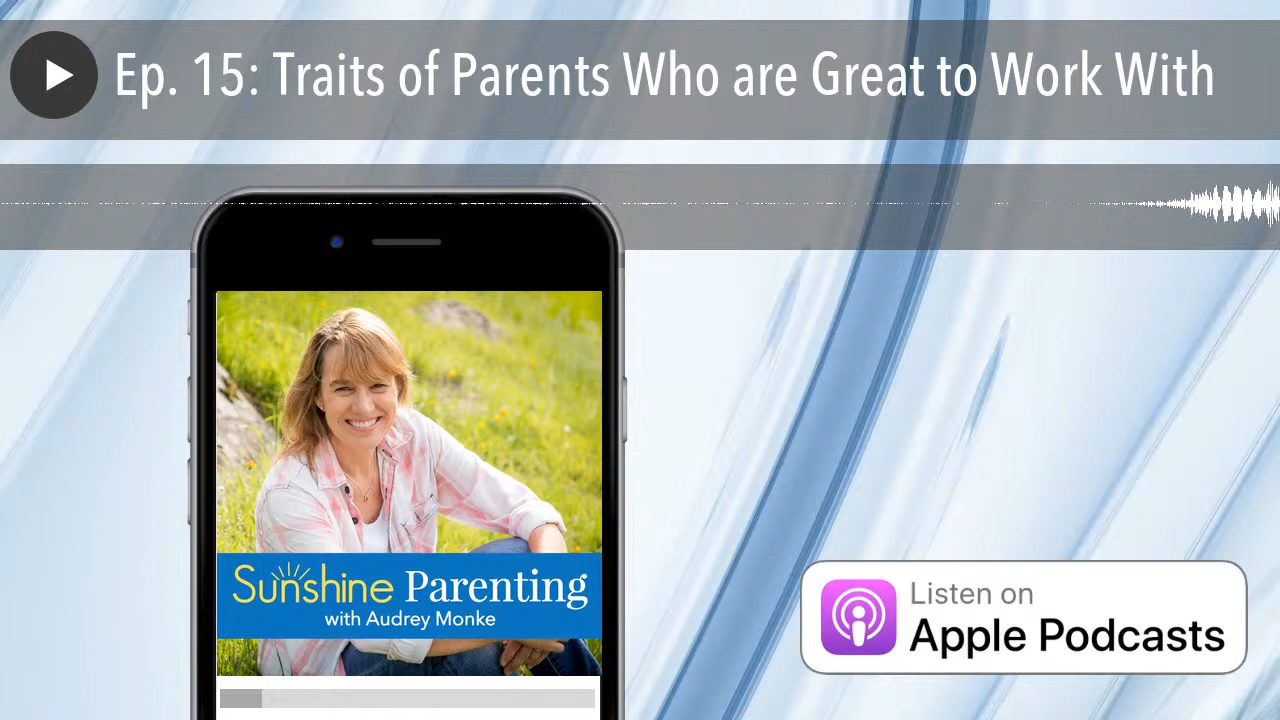 Ep. 15: Traits of Parents Who are Great to Work With
Sunshine Parenting
with Audrey Monke
Listen on
Apple Podcasts